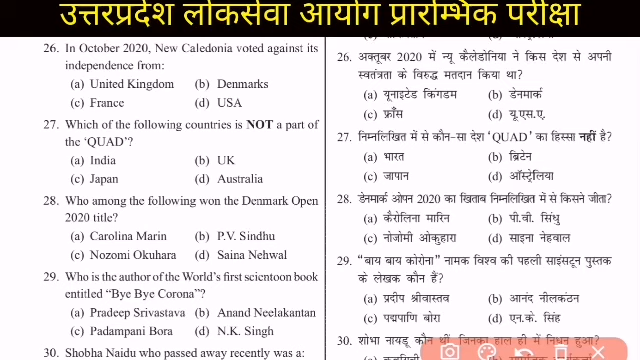 उत्तरप्रदेश लोकसेवा आयोग प्रारम्भिक परीक्षा
26. In October 2020, New Caledonia voted against its
independence from:
(a) United Kingdom (b) Denmarks
(c) France (d) USA
27. Which of the following countries is NOT a part of
the ‘QUAD’?
(a) India (b) UK
(c) Japan (d) Australia
28. Who among the following won the Denmark Open
2020 title?
(a) Carolina Marin (b) P.V. Sindhu
(c) Nozomi Okuhara (d) Saina Nehwal
29. Who is the author of the World’s first scientoon book
entitled “Bye Bye Corona”?
(a) Pradeep Srivastava (b) Anand Neelakantan
(c) Padampani Bora (d) N.K. Singh
30. Shobha Naidu who passed away recently was a:
26. अक्तूबर 2020 में न्यू कैलेडोनिया ने किस देश से अपनी
स्वतंत्रता के विरुद्ध मतदान किया था?
(a) यूनाइटेड किंगडम (b) डेनमार्क
(c) फ्राँस (d) यू.एस.ए.
27. निम्नलिखित में से कौन-सा देश ‘QUAD’ का हिस्सा नहीं है?
(a) भारत (b) ब्रिटेन
(c) जापान (d) ऑस्ट्रेलिया
28. डेनमार्क ओपन 2020 का खिताब निम्नलिखित में से किसने जीता?
(a) कैरोलिना मारिन (b) पी.वी. सिंधु
(c) नोजोमी ओकुहारा (d) साइना नेहवाल
29. “बाय बाय कोरोना” नामक विश्व की पहली साइंसटून पुस्तक
के लेखक कौन हैं?
(a) प्रदीप श्रीवास्तव (b) आनंद नीलकंठन
(c) पद्मपाणि बोरा (d) एन.के. सिंह
30. शोभा नायडू कौन थीं, जिनका हाल ही में निधन हुआ?